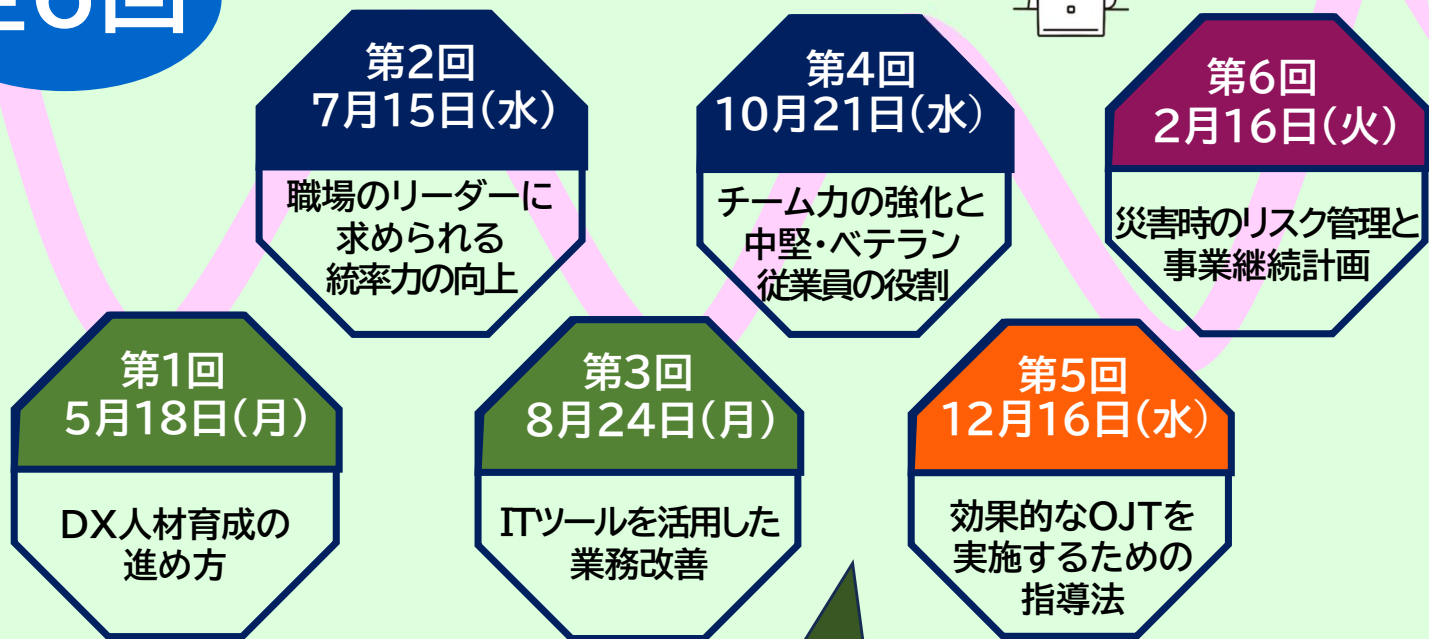 全6回
第1回
5月18日(月)
DX人材育成の
進め方
第2回
7月15日(水)
職場のリーダーに
求められる
統率力の向上
第3回
8月24日(月)
ITツールを活用した
業務改善
第4回
10月21日(水)
チーム力の強化と
中堅・ベテラン
従業員の役割
第5回
12月16日(水)
効果的なOJTを
実施するための
指導法
第6回
2月16日(火)
災害時のリスク管理と
事業継続計画